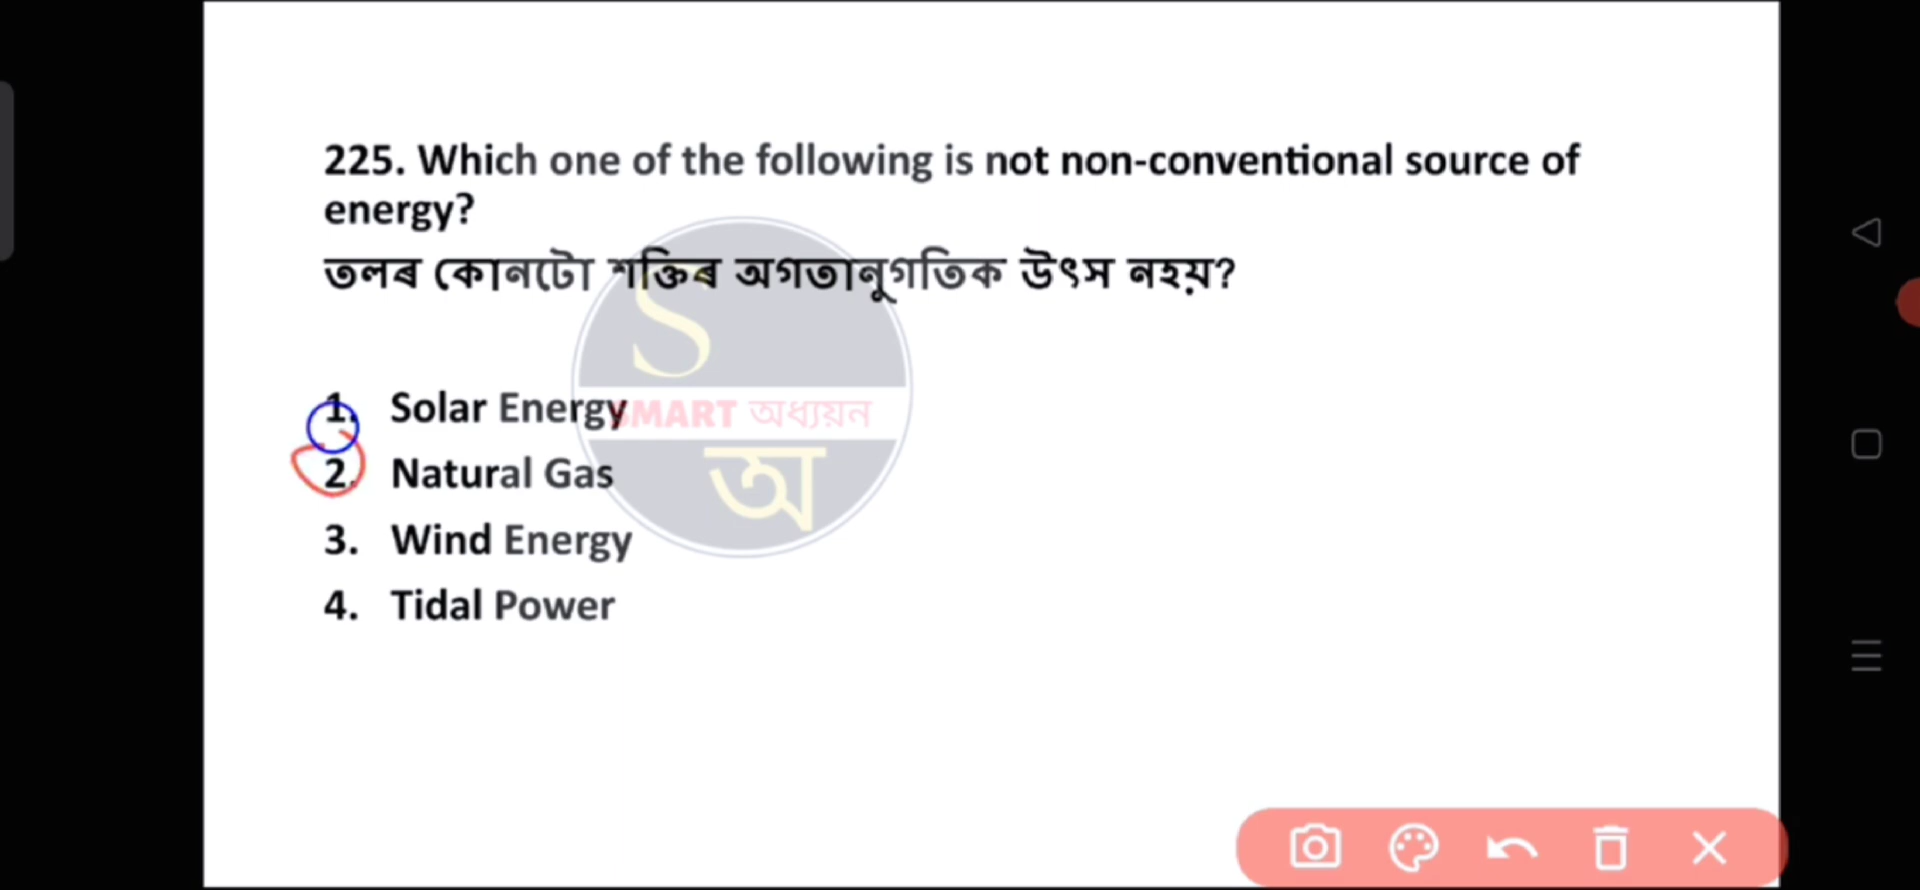 225. Which one of the following is not non-conventional source of
energy?
তলৰ কোনটো শক্তিৰ অগতানুগতিক উৎস নহয়?
S
1. Solar Energy
SMART অধ্যয়ন
2. Natural Gas
অ
3. Wind Energy
4. Tidal Power